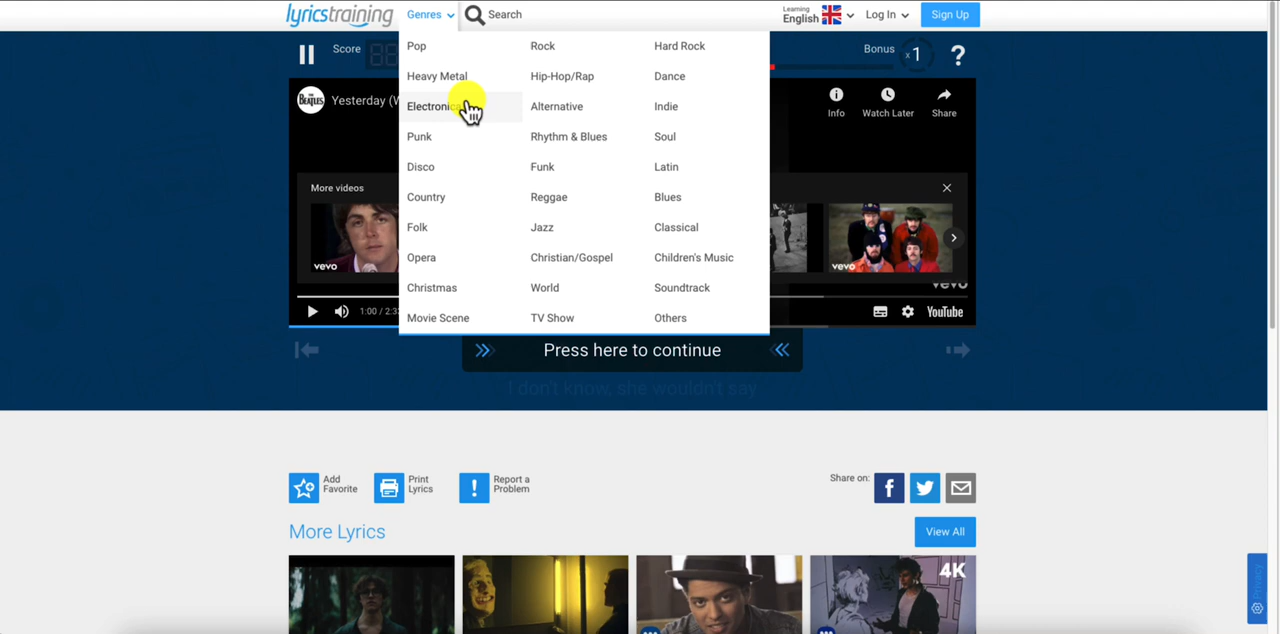 lyricstraining Genres Search Learning English Log In Sign Up
Score Bonus x1 ?
Pop Rock Hard Rock
Heavy Metal Hip-Hop/Rap Dance
Yesterday (W Electronica Alternative Indie
Info Watch Later Share
Punk Rhythm & Blues Soul
Disco Funk Latin
More videos
Country Reggae Blues
Folk Jazz Classical
Opera Christian/Gospel Children's Music
vevo vevo
Christmas World Soundtrack
vevo
1:00 / 2:3 YouTube
Movie Scene TV Show Others
Press here to continue
I don't know, she wouldn't say
Add Favorite
Print Lyrics
! Report a Problem
Share on: f
More Lyrics View All
4K
Privacy